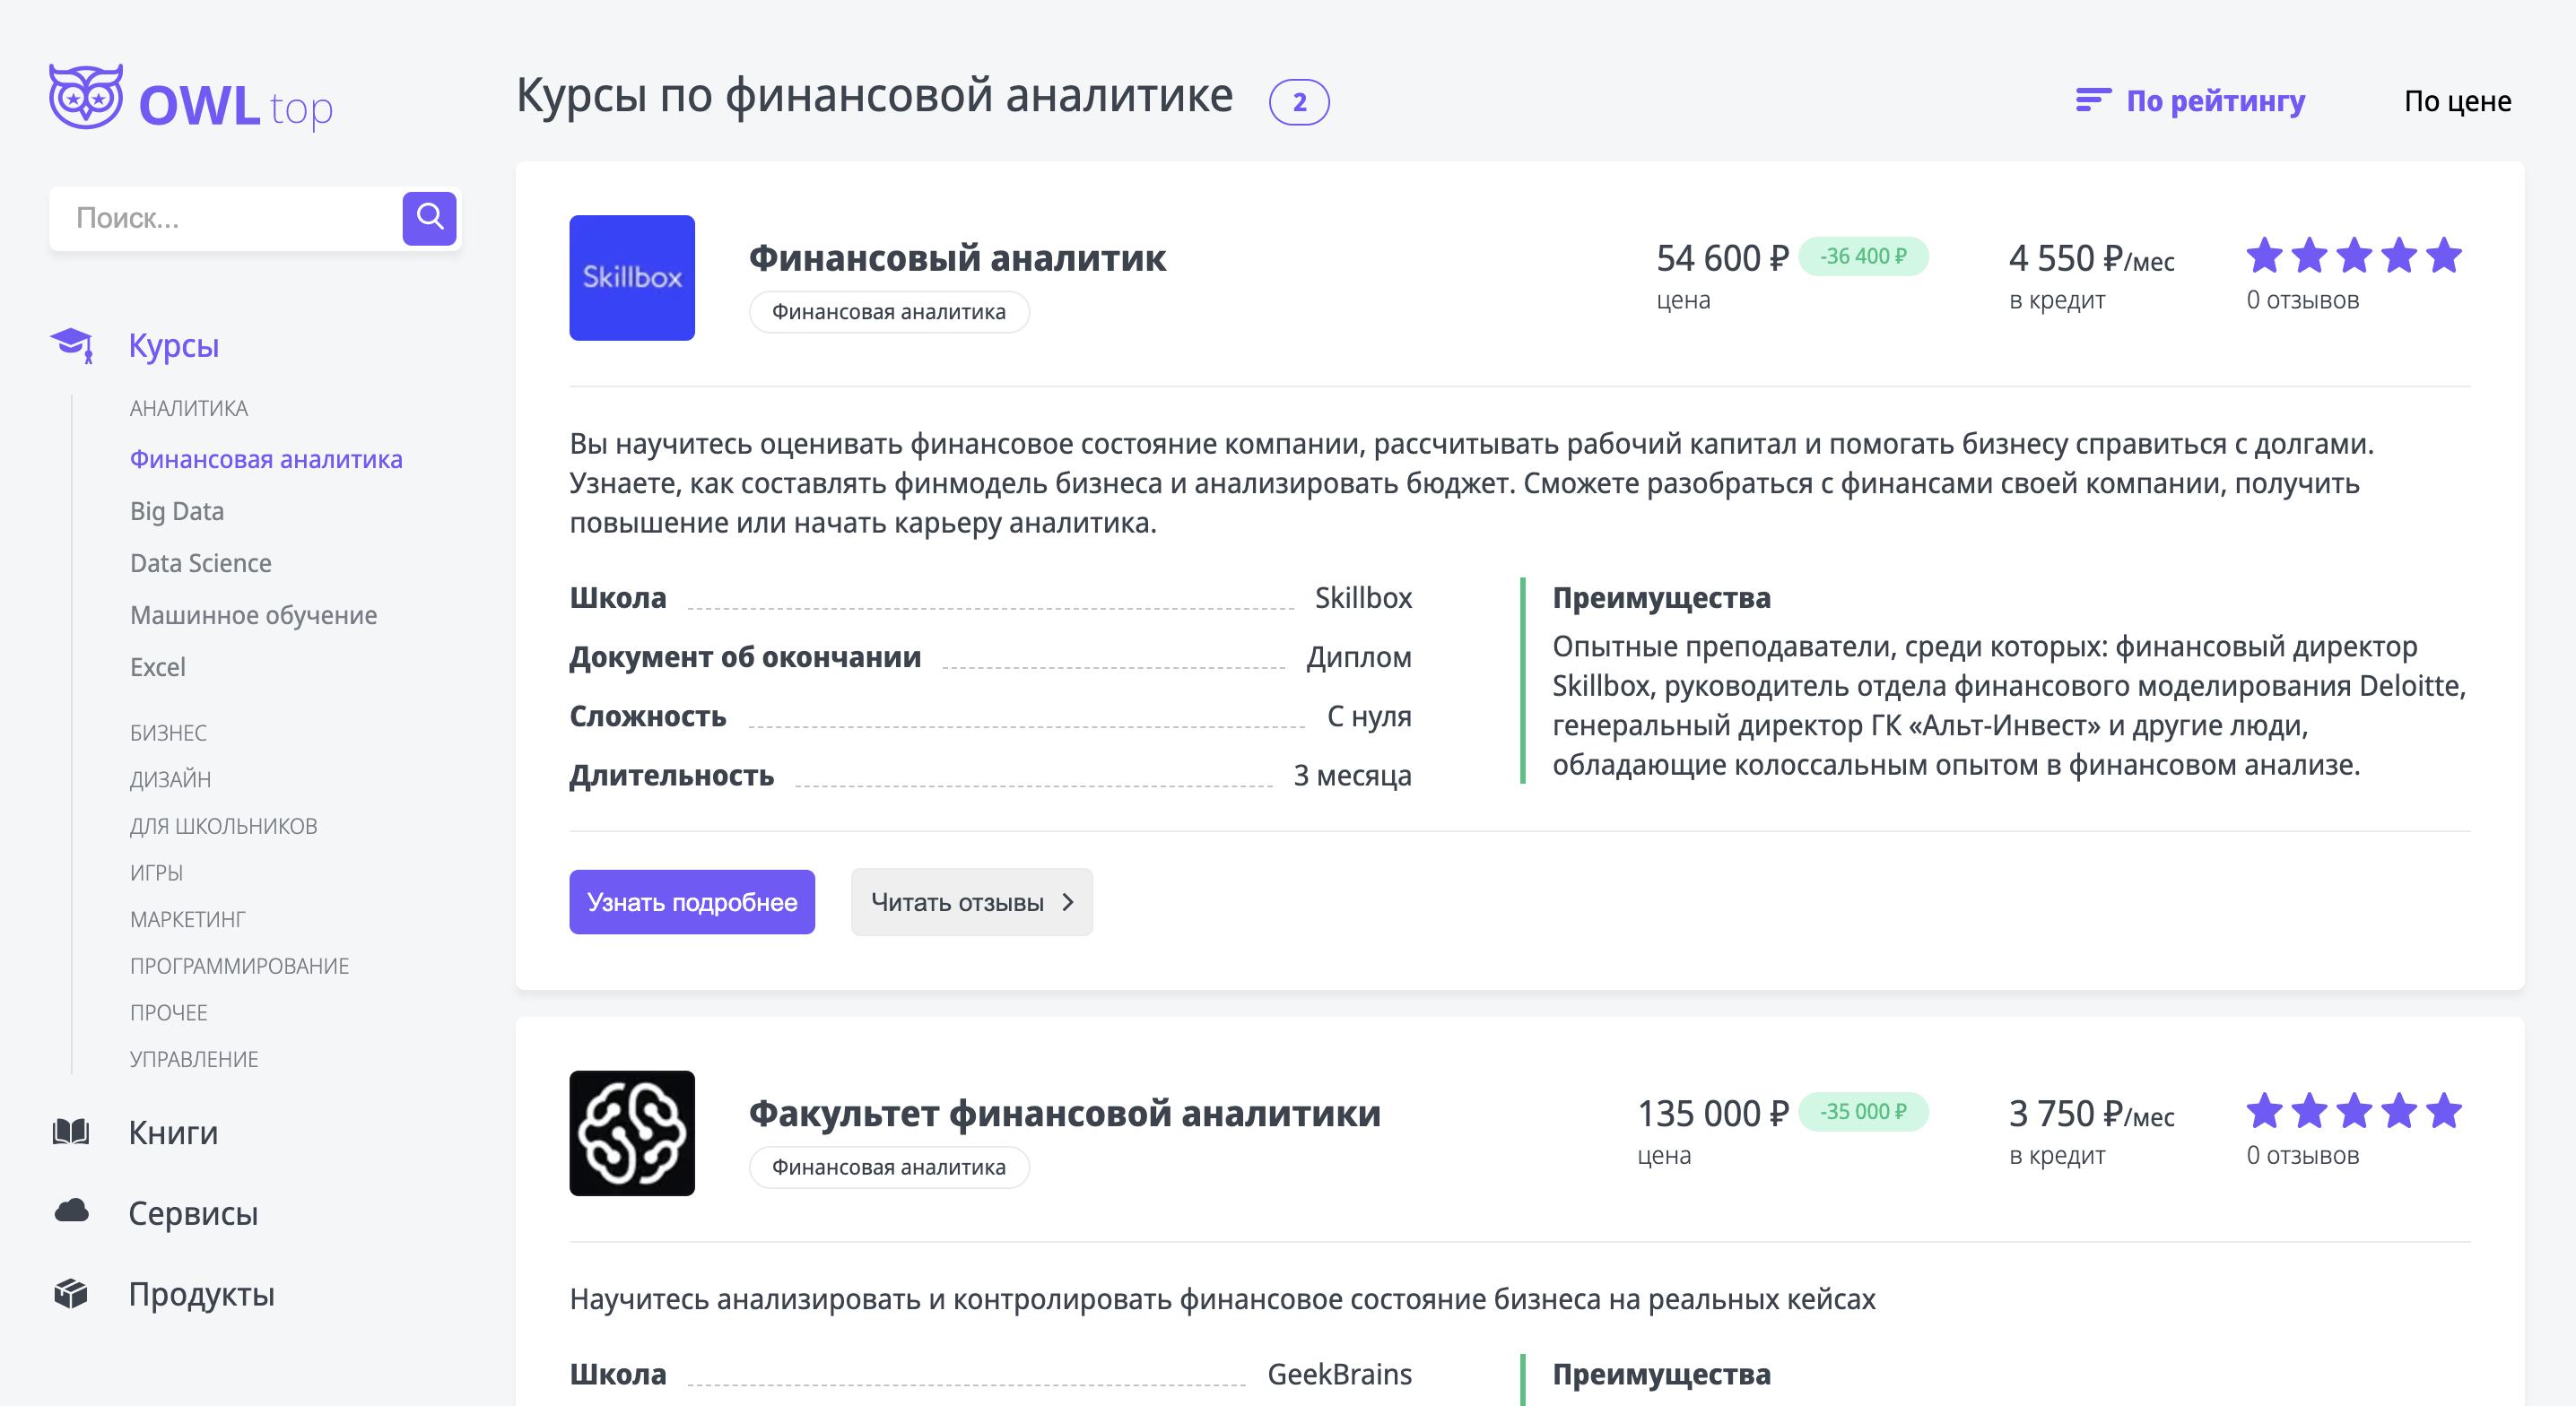 OWL top
Поиск...
Курсы
АНАЛИТИКА
Финансовая аналитика
Big Data
Data Science
Машинное обучение
Excel
БИЗНЕС
ДИЗАЙН
ДЛЯ ШКОЛЬНИКОВ
ИГРЫ
МАРКЕТИНГ
ПРОГРАММИРОВАНИЕ
ПРОЧЕЕ
УПРАВЛЕНИЕ
Книги
Сервисы
Продукты
Курсы по финансовой аналитике 2
По рейтингу По цене
Skillbox
Финансовый аналитик
Финансовая аналитика
54 600 ₽ -36 400 ₽
цена
4 550 ₽/мес
в кредит
0 отзывов
Вы научитесь оценивать финансовое состояние компании, рассчитывать рабочий капитал и помогать бизнесу справиться с долгами.
Узнаете, как составлять финмодель бизнеса и анализировать бюджет. Сможете разобраться с финансами своей компании, получить
повышение или начать карьеру аналитика.
Школа Skillbox
Документ об окончании Диплом
Сложность С нуля
Длительность 3 месяца
Преимущества
Опытные преподаватели, среди которых: финансовый директор
Skillbox, руководитель отдела финансового моделирования Deloitte,
генеральный директор ГК «Альт-Инвест» и другие люди,
обладающие колоссальным опытом в финансовом анализе.
Узнать подробнее
Читать отзывы
Факультет финансовой аналитики
Финансовая аналитика
135 000 ₽ -35 000 ₽
цена
3 750 ₽/мес
в кредит
0 отзывов
Научитесь анализировать и контролировать финансовое состояние бизнеса на реальных кейсах
Школа GeekBrains
Преимущества